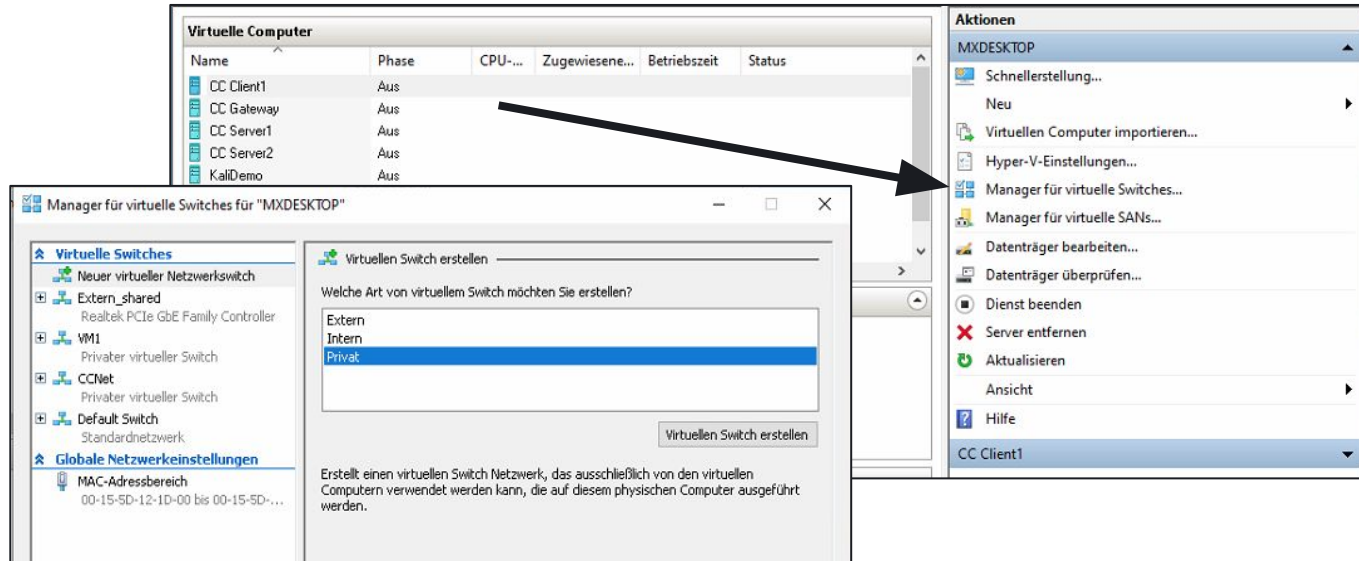 Virtuelle Computer
Name Phase CPU-... Zugewiesene... Betriebszeit Status
CC Client1 Aus
CC Gateway Aus
CC Server1 Aus
CC Server2 Aus
KaliDemo Aus
Aktionen
MXDESKTOP
Schnellerstellung...
Neu
Virtuellen Computer importieren...
Hyper-V-Einstellungen...
Manager für virtuelle Switches...
Manager für virtuelle SANs...
Datenträger bearbeiten...
Datenträger überprüfen...
Dienst beenden
Server entfernen
Aktualisieren
Ansicht
Hilfe
CC Client1
Manager für virtuelle Switches für "MXDESKTOP"
Virtuelle Switches
Neuer virtueller Netzwerkswitch
Extern_shared
Realtek PCIe GbE Family Controller
VM1
Privater virtueller Switch
CCNet
Privater virtueller Switch
Default Switch
Standardnetzwerk
Globale Netzwerkeinstellungen
MAC-Adressbereich
00-15-5D-12-1D-00 bis 00-15-5D-...
Virtuellen Switch erstellen
Welche Art von virtuellem Switch möchten Sie erstellen?
Extern
Intern
Privat
Virtuellen Switch erstellen
Erstellt einen virtuellen Switch Netzwerk, das ausschließlich von den virtuellen
Computern verwendet werden kann, die auf diesem physischen Computer ausgeführt
werden.